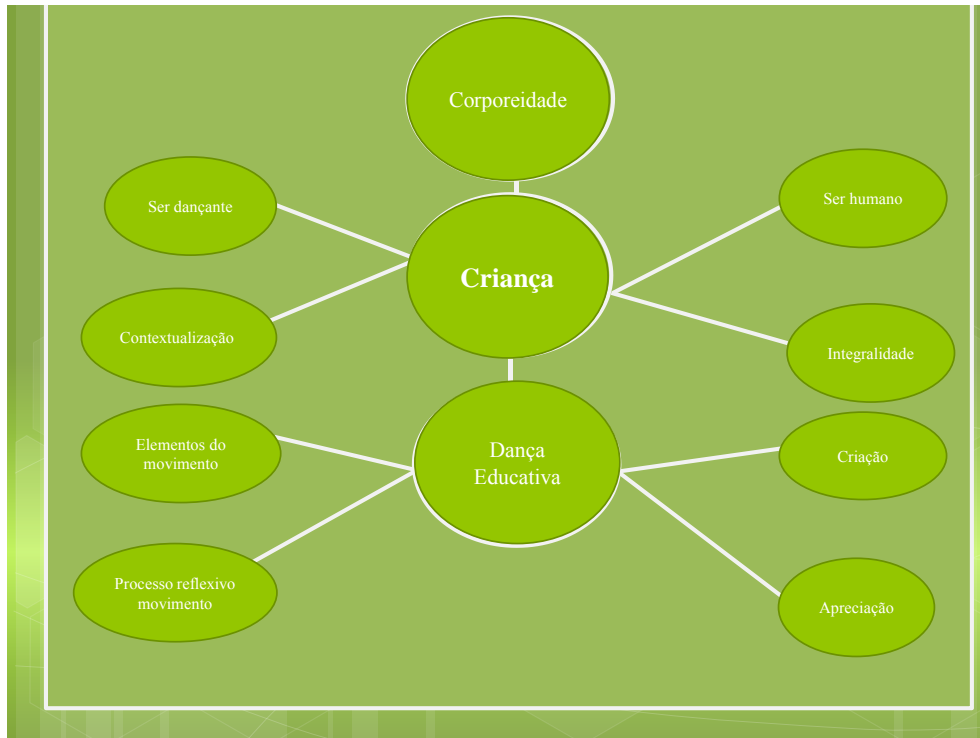 Corporeidade
Ser dançante
Ser humano
Criança
Contextualização
Integralidade
Elementos do
movimento
Dança
Educativa
Criação
Processo reflexivo
movimento
Apreciação